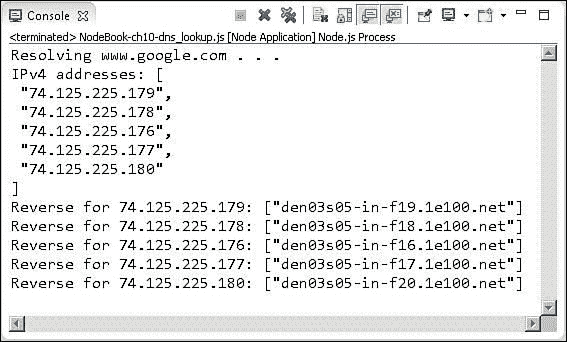 Console
<terminated> NodeBook-ch10-dns_lookup.js [Node Application] Node.js Process
Resolving www.google.com . . .
IPv4 addresses: [
 "74.125.225.179",
 "74.125.225.178",
 "74.125.225.176",
 "74.125.225.177",
 "74.125.225.180"
]
Reverse for 74.125.225.179: ["den03s05-in-f19.1e100.net"]
Reverse for 74.125.225.178: ["den03s05-in-f18.1e100.net"]
Reverse for 74.125.225.176: ["den03s05-in-f16.1e100.net"]
Reverse for 74.125.225.177: ["den03s05-in-f17.1e100.net"]
Reverse for 74.125.225.180: ["den03s05-in-f20.1e100.net"]